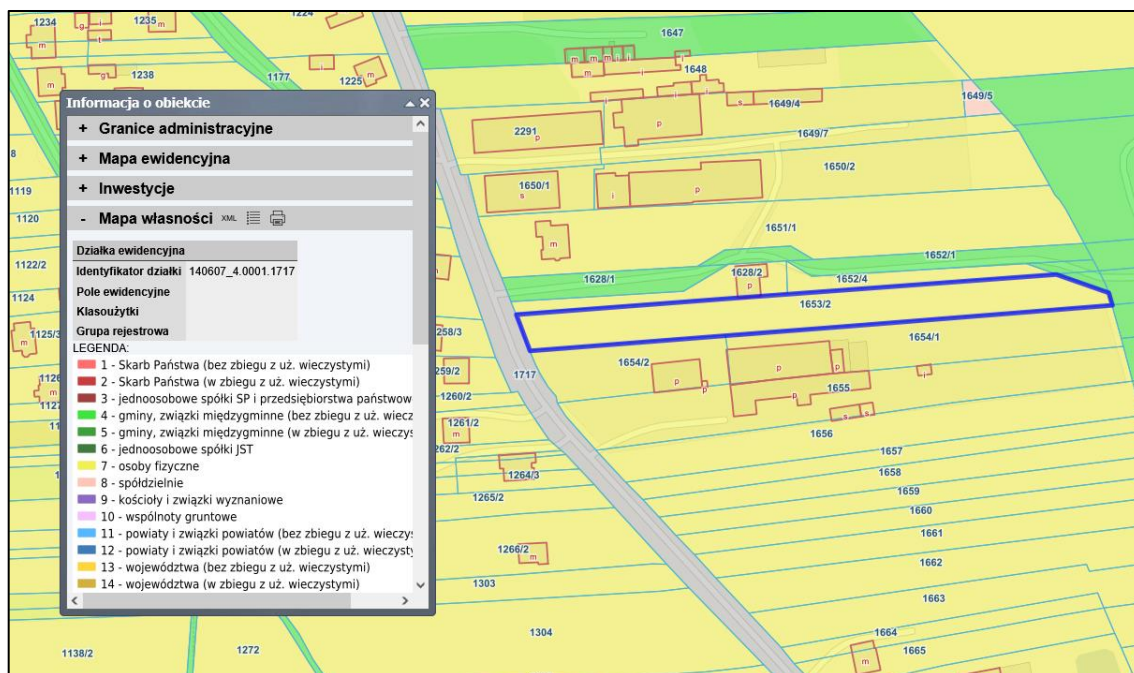 1234
g
i
1235
m
1224
1647
m
t
m m m i i
i
g
1238
1177
i
m
m
i
1648
1225
m
Informacja o obiekcie
+ Granice administracyjne
+ Mapa ewidencyjna
+ Inwestycje
- Mapa własności XML
Działka ewidencyjna
Identyfikator działki 140607_4.0001.1717
Pole ewidencyjne
Klasoużytki
Grupa rejestrowa
LEGENDA:
1 - Skarb Państwa (bez zbiegu z uż. wieczystymi)
2 - Skarb Państwa (w zbiegu z uż. wieczystymi)
3 - jednoosobowe spółki SP i przedsiębiorstwa państwow
4 - gminy, związki międzygminne (bez zbiegu z uż. wiecz
5 - gminy, związki międzygminne (w zbiegu z uż. wieczys
6 - jednoosobowe spółki JST
7 - osoby fizyczne
8 - spółdzielnie
9 - kościoły i związki wyznaniowe
10 - wspólnoty gruntowe
11 - powiaty i związki powiatów (bez zbiegu z uż. wieczys
12 - powiaty i związki powiatów (w zbiegu z uż. wieczysty
13 - województwa (bez zbiegu z uż. wieczystymi)
14 - województwa (w zbiegu z uż. wieczystymi)
1649/5
i
i
i
s
1649/4
2291
p
p
1649/7
8
1650/2
1119
1650/1
s
i
p
1120
1651/1
m
1122/2
1652/1
1628/1
1628/2
p
1652/4
1124
1653/2
1125/3
m
258/3
1654/1
1654/2
1717
259/2
p
p
p
p
i
1126
m
1655
1127
1260/2
p
s
s
1261/2
m
1656
262/2
1657
1264/3
1658
1265/2
1659
1660
1661
1266/2
m
1662
1303
1663
1304
1664
1138/2
1272
m
1665